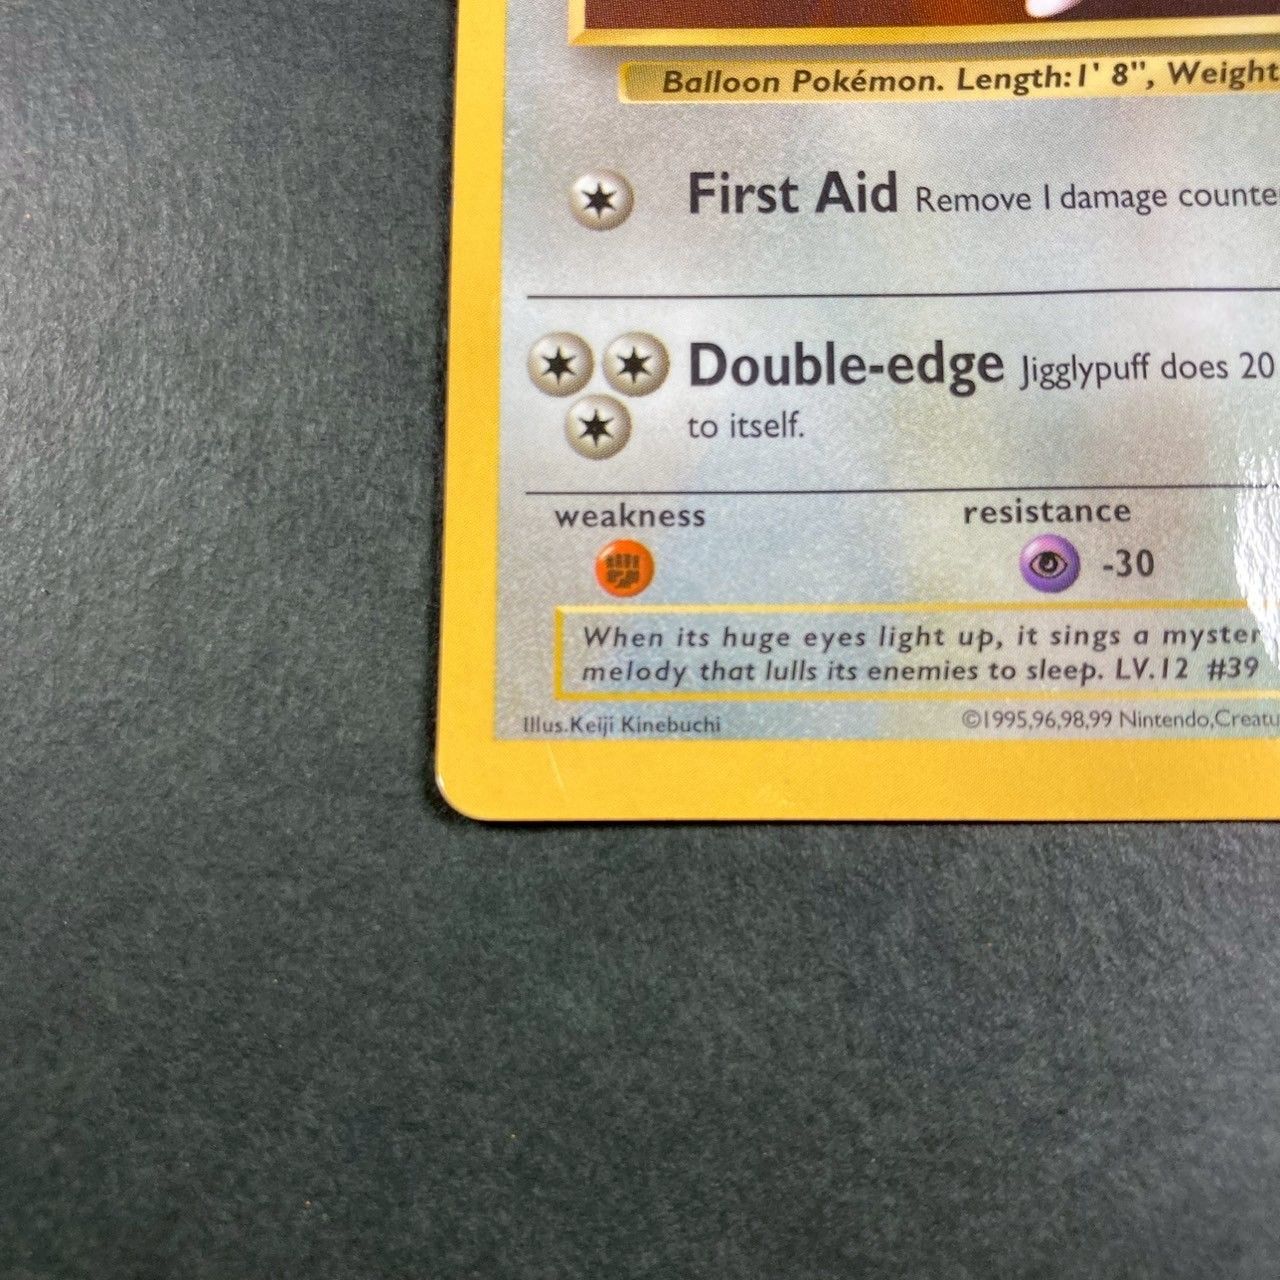 Balloon Pokémon. Length: 1' 8", Weight
First Aid Remove 1 damage counte
Double-edge Jigglypuff does 20
to itself.
weakness resistance
-30
When its huge eyes light up, it sings a myster
melody that lulls its enemies to sleep. LV.12 #39
Illus.Keiji Kinebuchi ©1995,96,98,99 Nintendo,Creatu